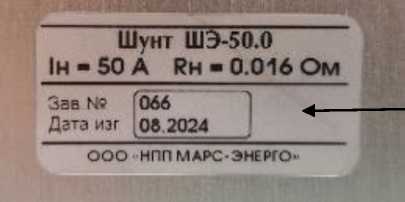 Шунт ШЭ-50.0
Iн = 50 А Rн = 0.016 Ом
Зав. № 066
Дата изг 08.2024
ООО «НПП МАРС-ЭНЕРГО»